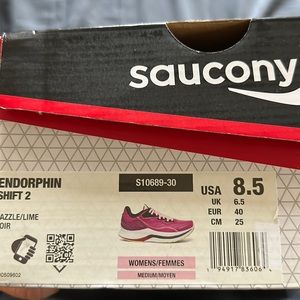 saucony
ENDORPHIN
SHIFT 2
S10689-30
USA 8.5
UK 6.5
EUR 40
CM 25
AZZLE/LIME
OIR
WOMENS/FEMMES
MEDIUM/MOYEN